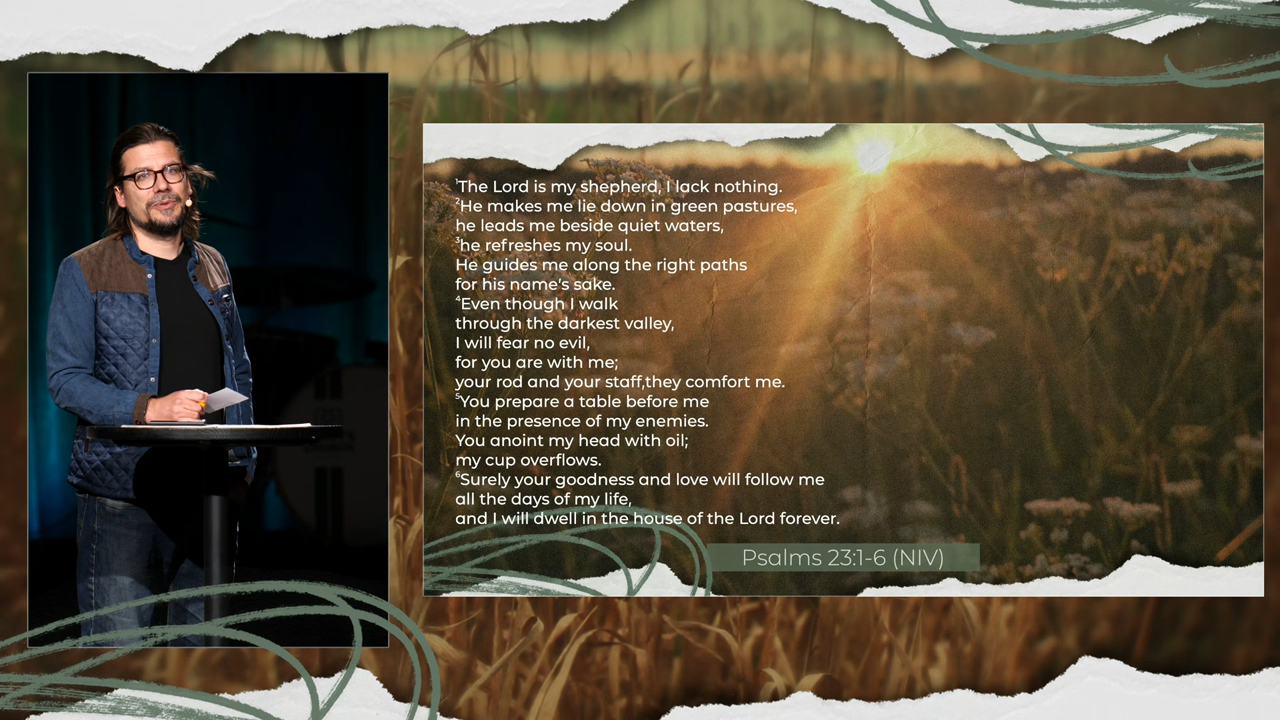 ¹The Lord is my shepherd, I lack nothing.
²He makes me lie down in green pastures,
he leads me beside quiet waters,
³he refreshes my soul.
He guides me along the right paths
for his name's sake.
⁴Even though I walk
through the darkest valley,
I will fear no evil,
for you are with me;
your rod and your staff,they comfort me.
⁵You prepare a table before me
in the presence of my enemies.
You anoint my head with oil;
my cup overflows.
⁶Surely your goodness and love will follow me
all the days of my life,
and I will dwell in the house of the Lord forever.
Psalms 23:1-6 (NIV)